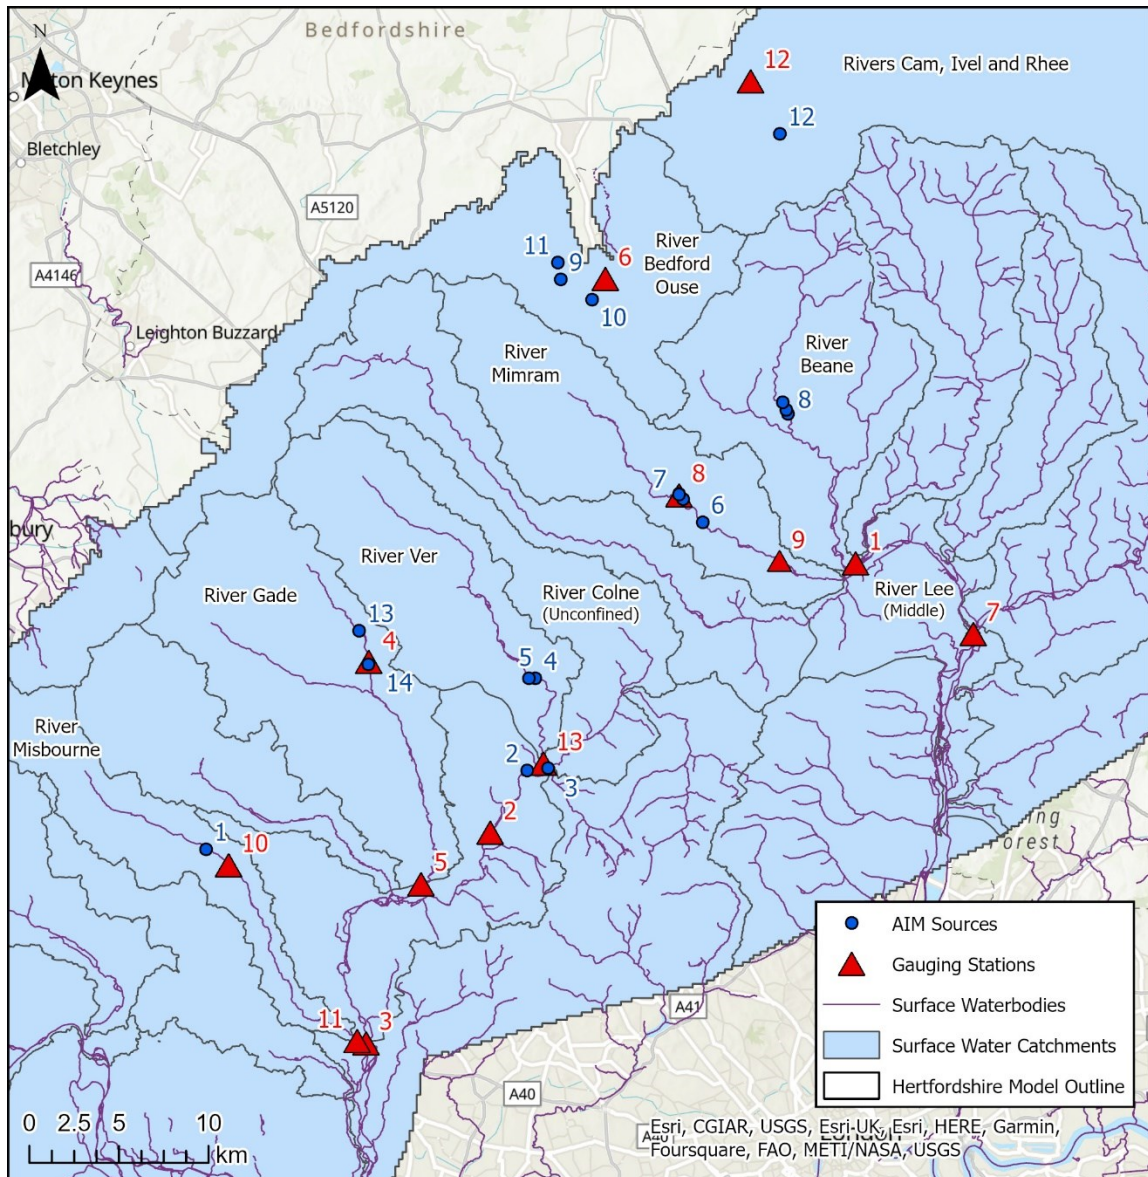 N
Bedfordshire
12
Rivers Cam, Ivel and Rhee
Keynes
12
Bletchley
A5120
11
9
6
River
Bedford
Ouse
A4146
10
Leighton Buzzard
River
Mimram
River
Beane
8
7
8
6
bury
River Ver
9
1
River Gade
River Colne
(Unconfined)
River Lee
(Middle)
13
7
4
5
4
14
River
Misbourne
2
13
3
2
1
10
5
orest
AIM Sources
Gauging Stations
Surface Waterbodies
Surface Water Catchments
Hertfordshire Model Outline
A41
11
3
A40
0 2.5 5 10
km
Esri, CGIAR, USGS, Esri-UK, Esri, HERE, Garmin,
Foursquare, FAO, METI/NASA, USGS